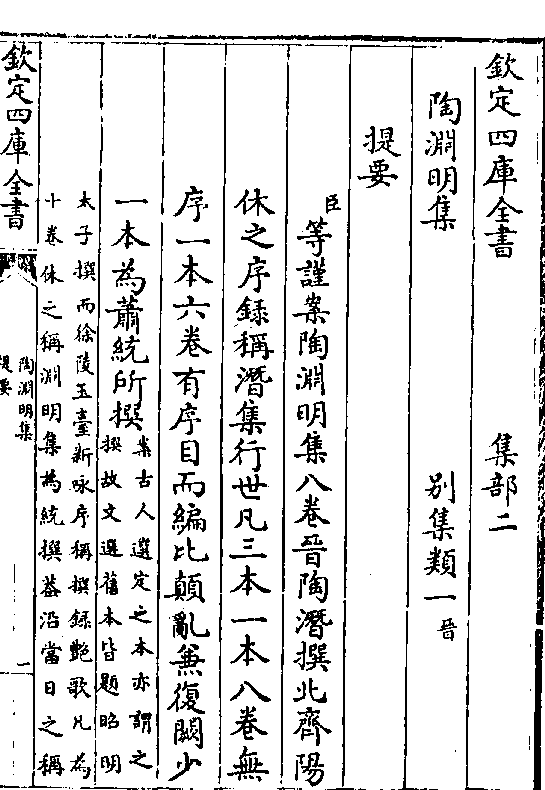 欽定四庫全書　集部二
陶淵明集　別集類一晉
提要
臣等謹案陶淵明集八卷晉陶潛撰北齊陽
休之序録稱潛集行世凡三本一本八卷無
序一本六卷有序目而編比顛亂兼復闕少
一本為蕭統所撰案古人選定之本亦謂之
撰故文選舊本皆題昭明
太子撰而徐陵玉臺新咏序稱撰録艶歌凡為
十卷休之稱淵明集為統撰葢沿當日之稱
欽定四庫全書
陶淵明集
提要
一